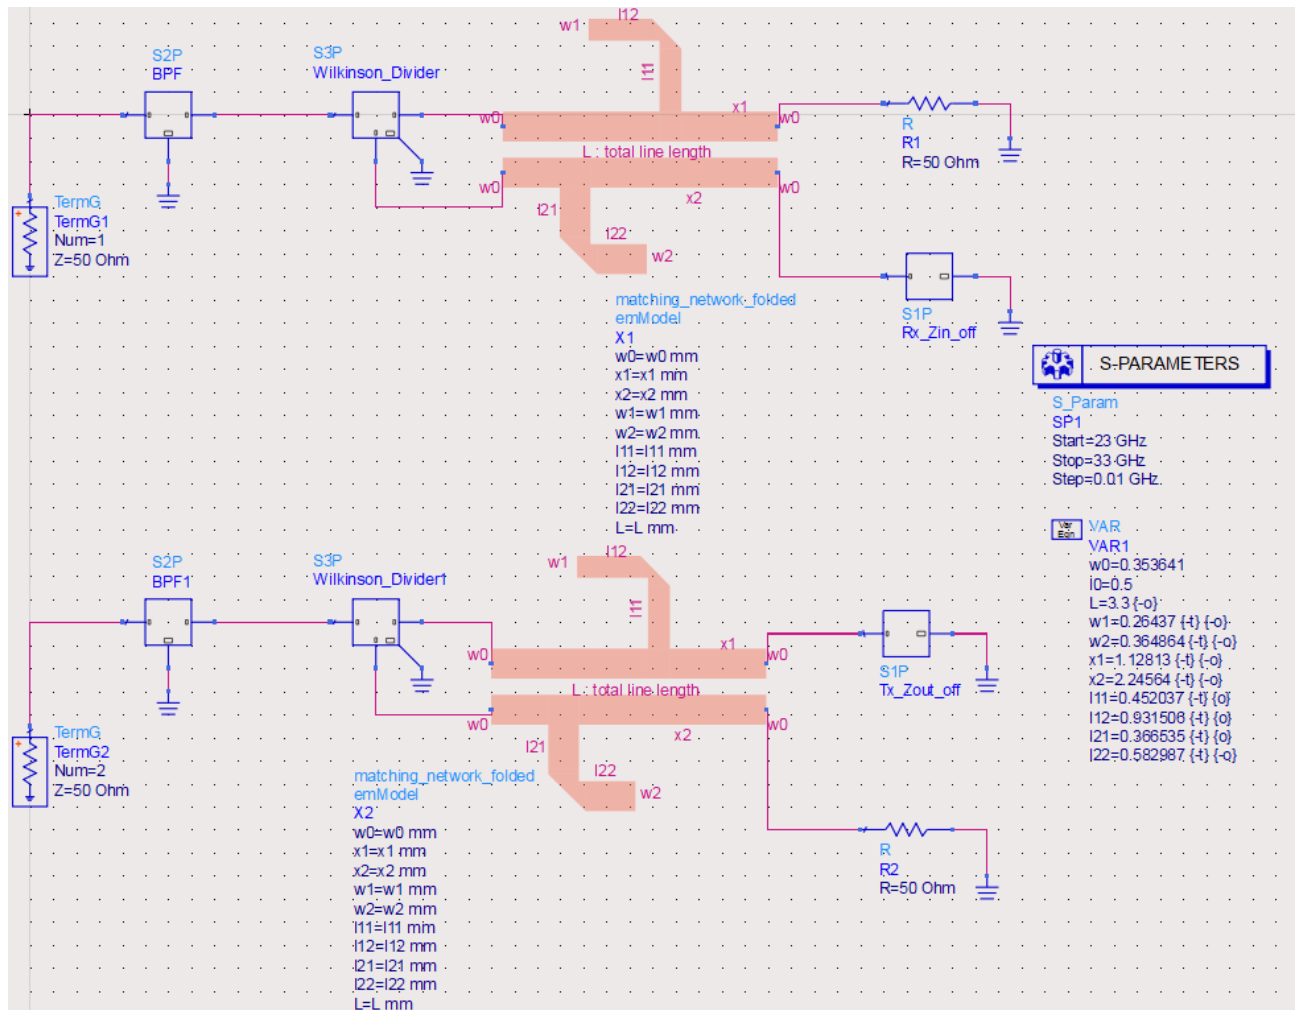 w1
l12
l11
x1
S2P
BPF
S3P
Wilkinson_Divider
w0
w0
L : total line length
w0
w0
x2
l21
l22
w2
R
R1
R=50 Ohm
TermG
TermG1
Num=1
Z=50 Ohm
S1P
Rx_Zin_off
matching_network_folded
emModel
X1
w0=w0 mm
x1=x1 mm
x2=x2 mm
w1=w1 mm
w2=w2 mm
l11=l11 mm
l12=l12 mm
l21=l21 mm
l22=l22 mm
L=L mm
S-PARAMETERS
S_Param
SP1
Start=23 GHz
Stop=33 GHz
Step=0.01 GHz
Var
Eqn
VAR
VAR1
w0=0.353641
l0=0.5
L=3.3 {-o}
w1=0.26437 {-t} {-o}
w2=0.364864 {-t} {-o}
x1=1.12813 {-t} {-o}
x2=2.24564 {-t} {-o}
l11=0.452037 {-t} {o}
l12=0.931506 {-t} {o}
l21=0.366535 {-t} {o}
l22=0.582987 {-t} {-o}
S2P
BPF1
S3P
Wilkinson_Divider1
w1
l12
l11
x1
w0
w0
L : total line length
w0
w0
x2
l21
l22
w2
S1P
Tx_Zout_off
TermG
TermG2
Num=2
Z=50 Ohm
R
R2
R=50 Ohm
matching_network_folded
emModel
X2
w0=w0 mm
x1=x1 mm
x2=x2 mm
w1=w1 mm
w2=w2 mm
l11=l11 mm
l12=l12 mm
l21=l21 mm
l22=l22 mm
L=L mm